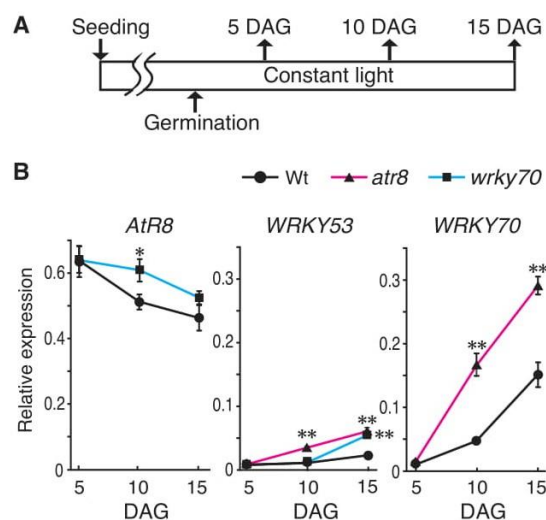 A
Seeding 5 DAG 10 DAG 15 DAG
Constant light
Germination
B
Wt atr8 wrky70
AtR8 WRKY53 WRKY70
Relative expression
0.6
0.4
0.2
0
5 10 15
DAG
*
0.3
0.2
0.1
0
5 10 15
DAG
**
**
**
0.3
0.2
0.1
0
5 10 15
DAG
**
**